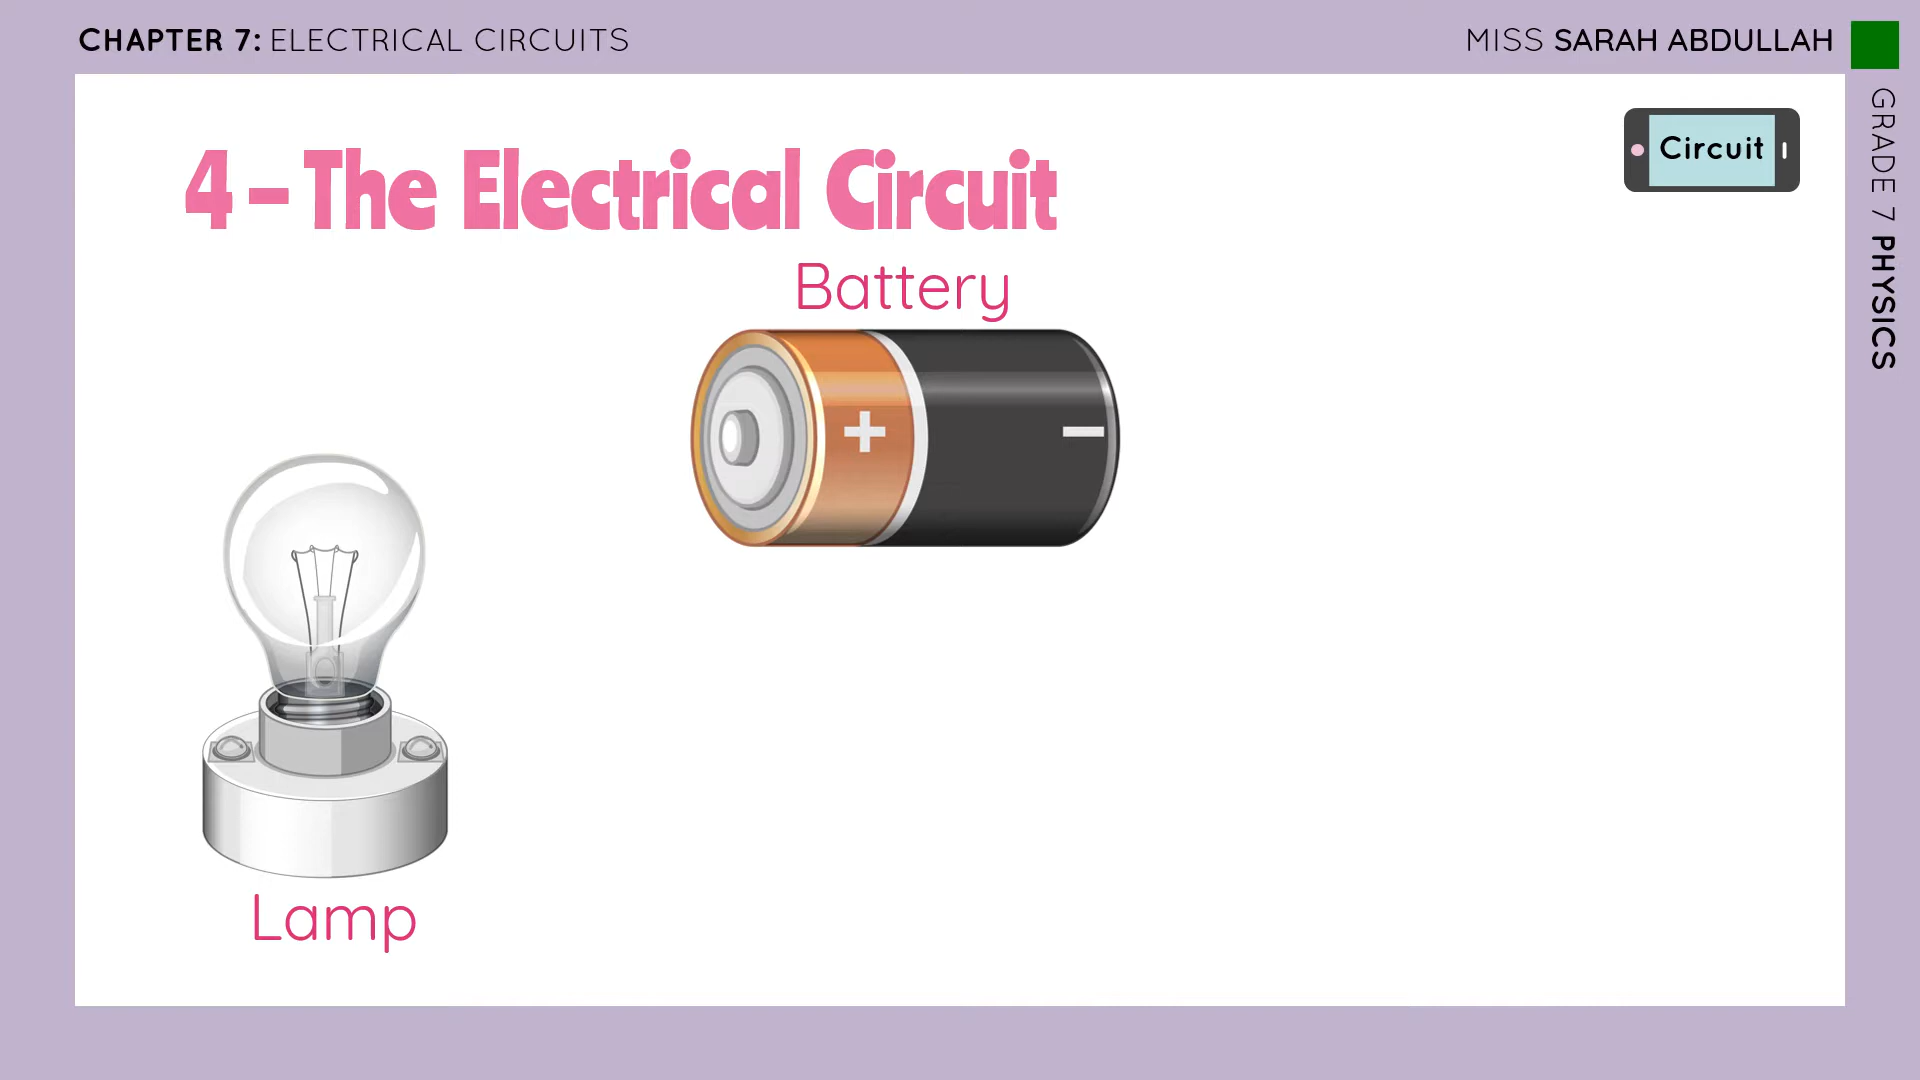 CHAPTER 7: ELECTRICAL CIRCUITS
MISS SARAH ABDULLAH
GRADE 7 PHYSICS
Circuit
4 – The Electrical Circuit
Battery
+ −
Lamp